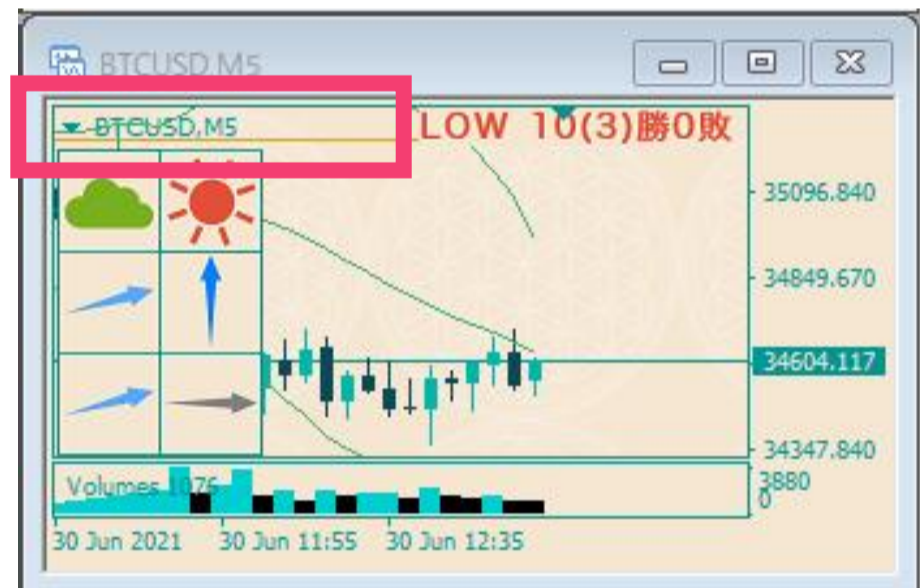 BTCUSD,M5
BTCUSD,M5
LOW 10(3)勝0敗
35096.840
34849.670
34604.117
34347.840
Volumes 1076
3880
0
30 Jun 2021 30 Jun 11:55 30 Jun 12:35